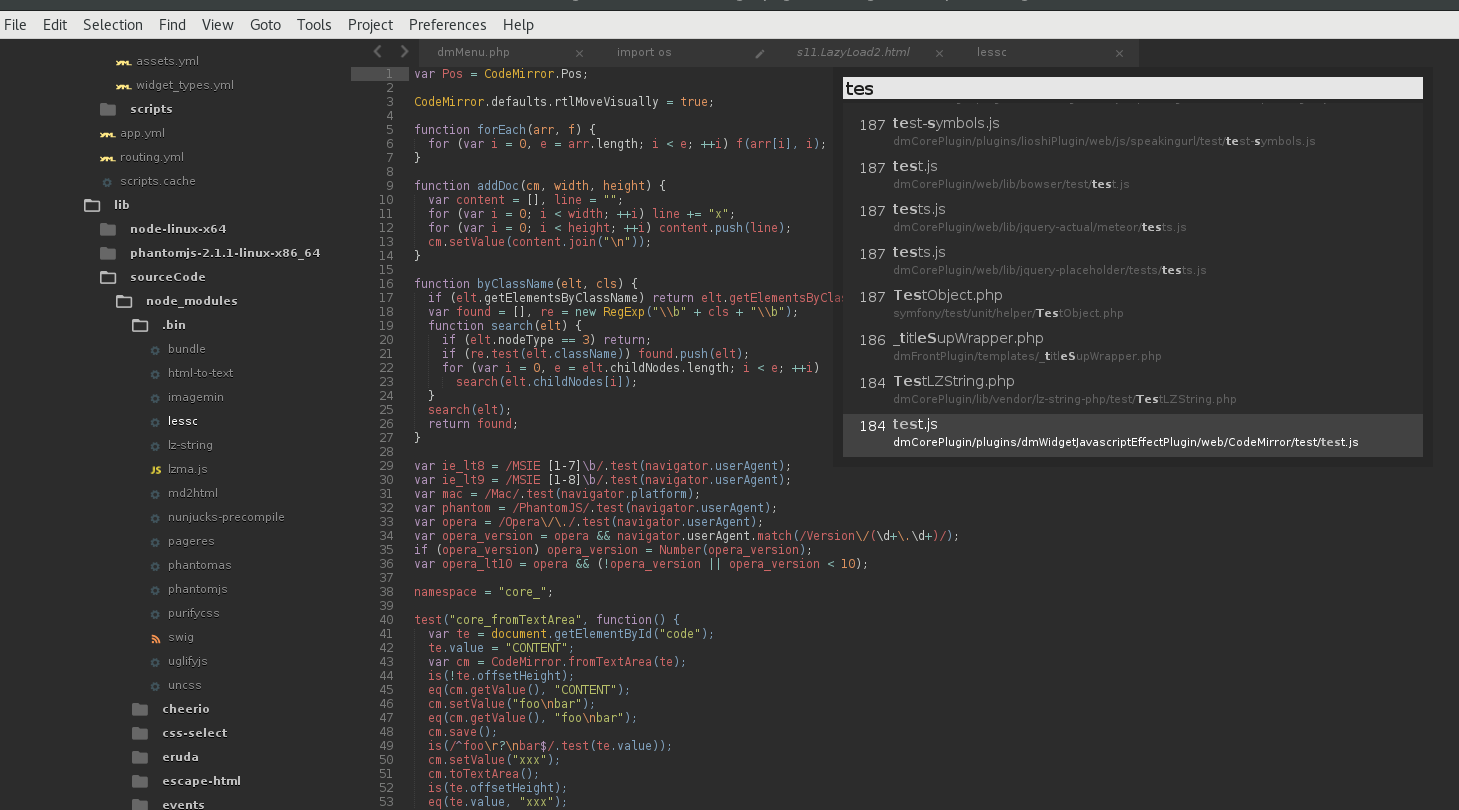 File Edit Selection Find View Goto Tools Project Preferences Help
assets.yml
widget_types.yml
scripts
app.yml
routing.yml
scripts.cache
lib
node-linux-x64
phantomjs-2.1.1-linux-x86_64
sourceCode
node_modules
.bin
bundle
html-to-text
imagemin
lessc
lz-string
JS lzma.js
md2html
nunjucks-precompile
pageres
phantomas
phantomjs
purifycss
swig
uglifyjs
uncss
cheerio
css-select
eruda
escape-html
events
dmMenu.php × import os s11.LazyLoad2.html × lessc ×
1 var Pos = CodeMirror.Pos;
2
3 CodeMirror.defaults.rtlMoveVisually = true;
4
5 function forEach(arr, f) {
6 for (var i = 0, e = arr.length; i < e; ++i) f(arr[i], i);
7 }
8
9 function addDoc(cm, width, height) {
10 var content = [], line = "";
11 for (var i = 0; i < width; ++i) line += "x";
12 for (var i = 0; i < height; ++i) content.push(line);
13 cm.setValue(content.join("\n"));
14 }
15
16 function byClassName(elt, cls) {
17 if (elt.getElementsByClassName) return elt.getElementsByClas
18 var found = [], re = new RegExp("\\b" + cls + "\\b");
19 function search(elt) {
20 if (elt.nodeType == 3) return;
21 if (re.test(elt.className)) found.push(elt);
22 for (var i = 0, e = elt.childNodes.length; i < e; ++i)
23 search(elt.childNodes[i]);
24 }
25 search(elt);
26 return found;
27 }
28
29 var ie_lt8 = /MSIE [1-7]\b/.test(navigator.userAgent);
30 var ie_lt9 = /MSIE [1-8]\b/.test(navigator.userAgent);
31 var mac = /Mac/.test(navigator.platform);
32 var phantom = /PhantomJS/.test(navigator.userAgent);
33 var opera = /Opera\/\./.test(navigator.userAgent);
34 var opera_version = opera && navigator.userAgent.match(/Version\/(\d+\.\d+)/);
35 if (opera_version) opera_version = Number(opera_version);
36 var opera_lt10 = opera && (!opera_version || opera_version < 10);
37
38 namespace = "core_";
39
40 test("core_fromTextArea", function() {
41 var te = document.getElementById("code");
42 te.value = "CONTENT";
43 var cm = CodeMirror.fromTextArea(te);
44 is(!te.offsetHeight);
45 eq(cm.getValue(), "CONTENT");
46 cm.setValue("foo\nbar");
47 eq(cm.getValue(), "foo\nbar");
48 cm.save();
49 is(/^foo\r?\nbar$/.test(te.value));
50 cm.setValue("xxx");
51 cm.toTextArea();
52 is(te.offsetHeight);
53 eq(te.value, "xxx");
tes
187 test-symbols.js
dmCorePlugin/plugins/lioshiPlugin/web/js/speakingurl/test/test-symbols.js
187 test.js
dmCorePlugin/web/lib/bowser/test/test.js
187 tests.js
dmCorePlugin/web/lib/jquery-actual/meteor/tests.js
187 tests.js
dmCorePlugin/web/lib/jquery-placeholder/tests/tests.js
187 TestObject.php
symfony/test/unit/helper/TestObject.php
186 _titleSupWrapper.php
dmFrontPlugin/templates/_titleSupWrapper.php
184 TestLZString.php
dmCorePlugin/lib/vendor/lz-string-php/test/TestLZString.php
184 test.js
dmCorePlugin/plugins/dmWidgetJavascriptEffectPlugin/web/CodeMirror/test/test.js